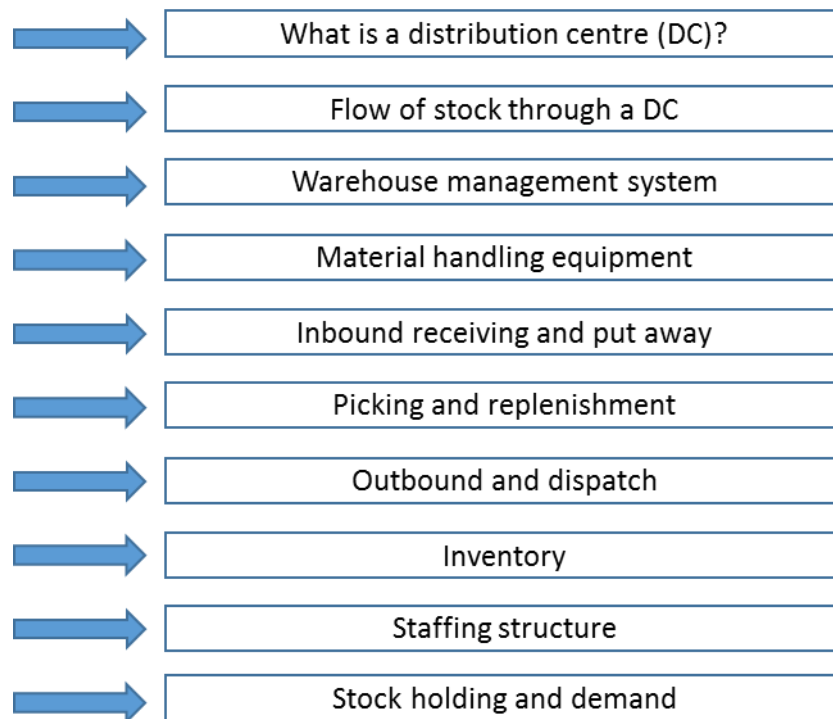 What is a distribution centre (DC)?
Flow of stock through a DC
Warehouse management system
Material handling equipment
Inbound receiving and put away
Picking and replenishment
Outbound and dispatch
Inventory
Staffing structure
Stock holding and demand